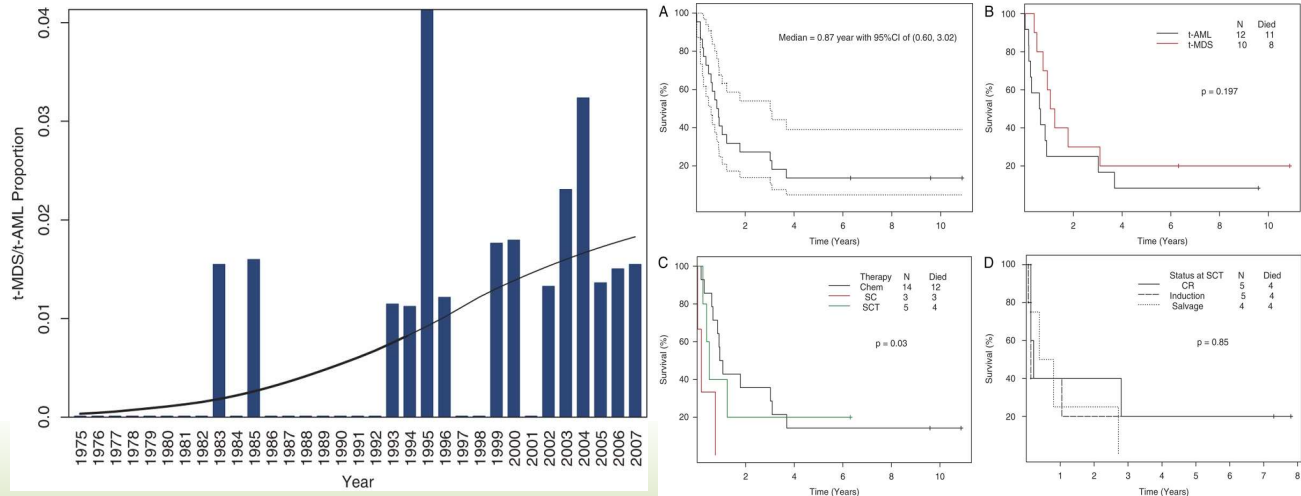 t-MDS/t-AML Proportion
0.04
0.03
0.02
0.01
0.0
1975 1976 1977 1978 1979 1980 1981 1982 1983 1984 1985 1986 1987 1988 1989 1990 1991 1992 1993 1994 1995 1996 1997 1998 1999 2000 2001 2002 2003 2004 2005 2006 2007
Year
A
Survival (%)
100
80
60
40
20
Median = 0.87 year with 95%CI of (0.60, 3.02)
2 4 6 8 10
Time (Years)
B
Survival (%)
100
80
60
40
20
N Died
t-AML 12 11
t-MDS 10 8
p = 0.197
2 4 6 8 10
Time (Years)
C
Survival (%)
100
80
60
40
20
Therapy N Died
Chem 14 12
SC 3 3
SCT 5 4
p = 0.03
2 4 6 8 10
Time (Years)
D
Survival (%)
100
80
60
40
20
Status at SCT N Died
CR 5 4
Induction 5 4
Salvage 4 4
p = 0.85
1 2 3 4 5 6 7 8
Time (Years)